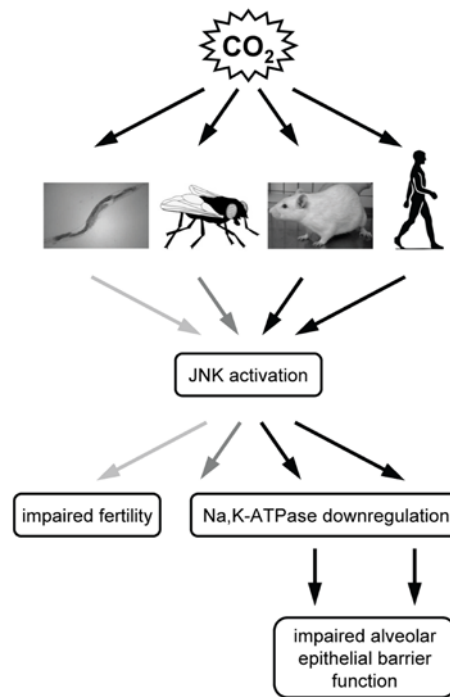 CO₂
JNK activation
impaired fertility
Na,K-ATPase downregulation
impaired alveolar
epithelial barrier
function